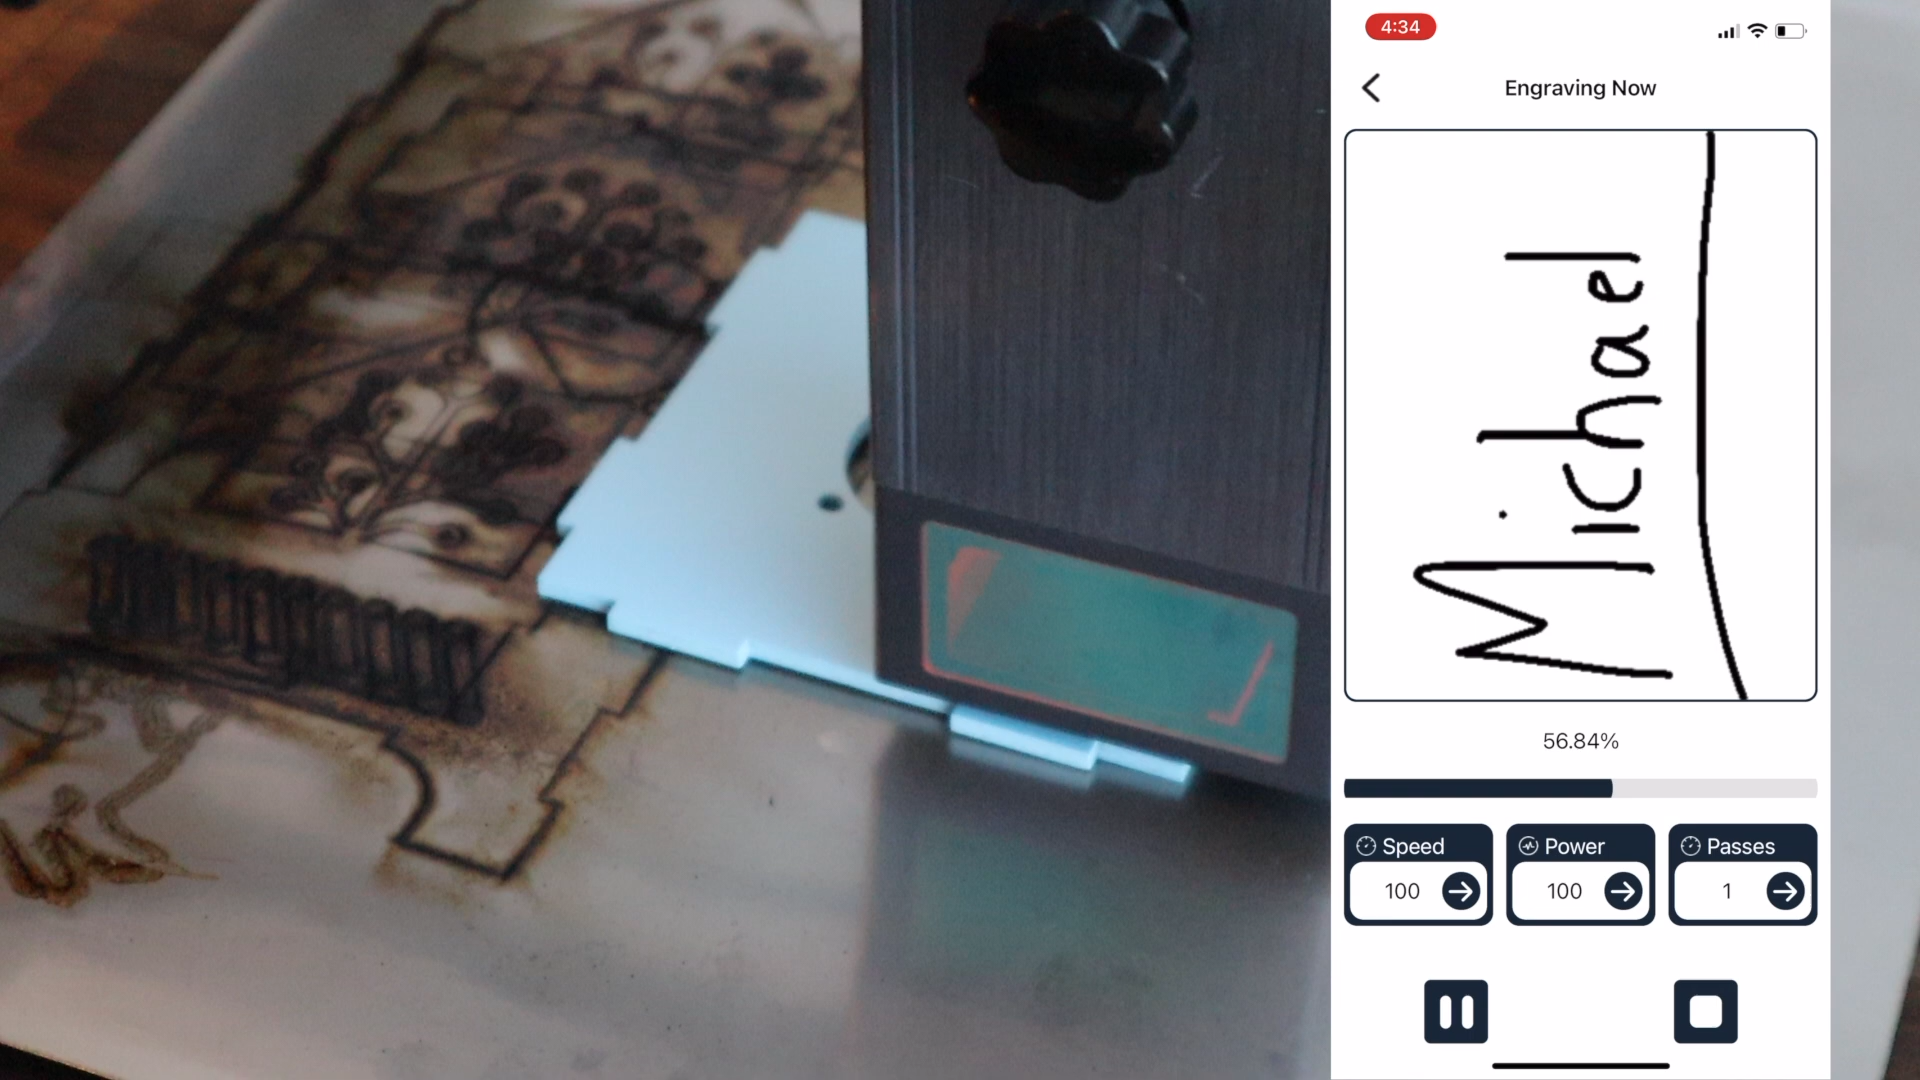 4:34
Engraving Now
Michael
56.84%
Speed
Power
Passes
100
100
1